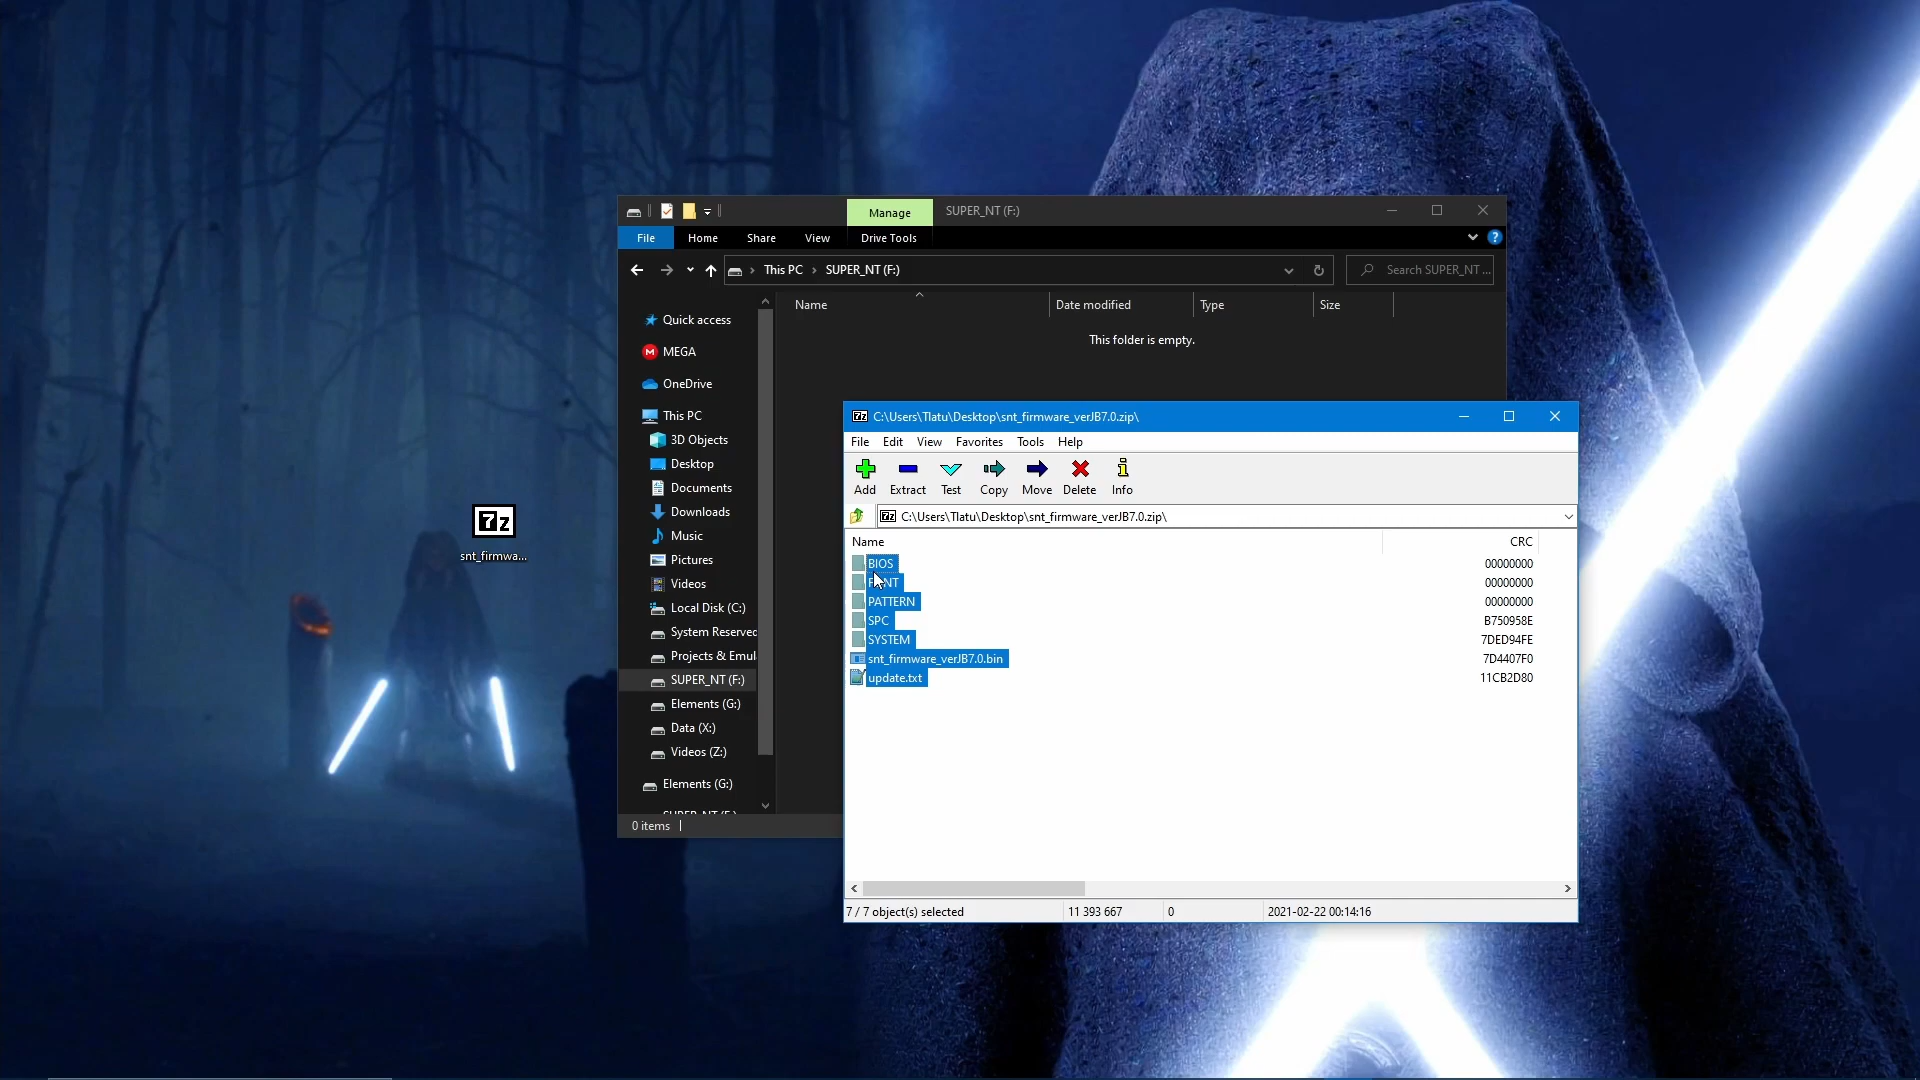 Manage
SUPER_NT (F:)
File
Home
Share
View
Drive Tools
This PC
SUPER_NT (F:)
Search SUPER_NT ...
Name
Date modified
Type
Size
This folder is empty.
Quick access
MEGA
OneDrive
This PC
3D Objects
Desktop
Documents
Downloads
Music
Pictures
Videos
Local Disk (C:)
System Reserved
Projects & Emul
SUPER_NT (F:)
Elements (G:)
Data (X:)
Videos (Z:)
Elements (G:)
0 items
7z
snt_firmwa...
C:\Users\Tlatu\Desktop\snt_firmware_verJB7.0.zip\
File
Edit
View
Favorites
Tools
Help
Add
Extract
Test
Copy
Move
Delete
Info
C:\Users\Tlatu\Desktop\snt_firmware_verJB7.0.zip\
Name
CRC
BIOS
00000000
FONT
00000000
PATTERN
00000000
SPC
B750958E
SYSTEM
7DED94FE
snt_firmware_verJB7.0.bin
7D4407F0
update.txt
11CB2D80
7 / 7 object(s) selected
11 393 667
0
2021-02-22 00:14:16